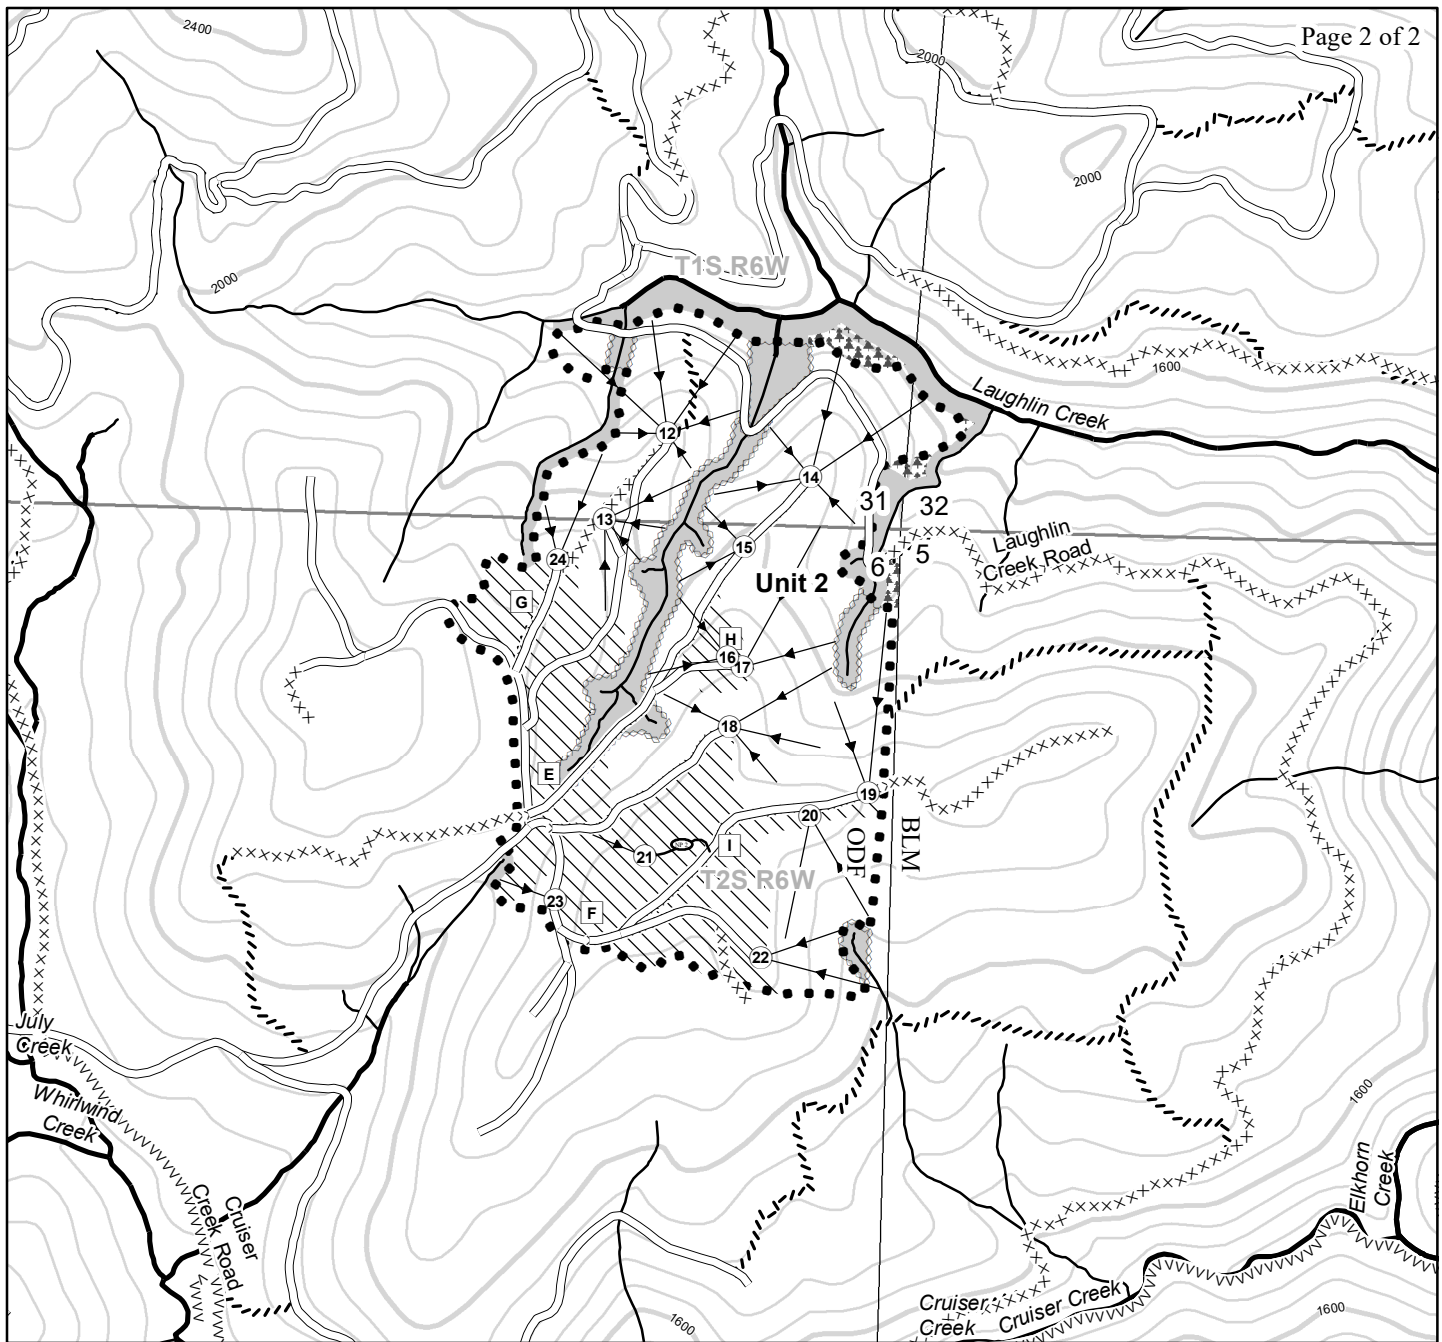 2400
Page 2 of 2
2000
2000
T1S R6W
2000
1600
Laughlin Creek
12
14
31
32
13
Laughlin
Creek Road
15
5
24
6
Unit 2
G
H
16
17
18
E
19
20
BLM
ODF
21
I
T2S R6W
23
F
22
July
Creek
Whirlwind
Creek
1600
Elkhorn
Creek
Cruiser
Creek Road
Cruiser
Creek
Cruiser Creek
1600
1600